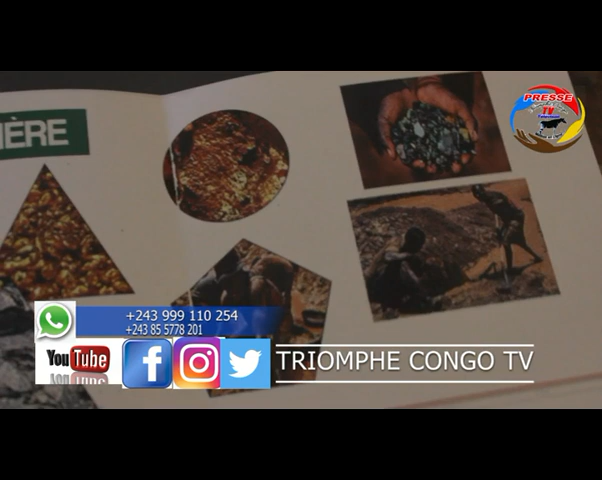 IÈRE
PRESSE
TV
+243 999 110 254
+243 85 5778 201
YouTube
TRIOMPHE CONGO TV